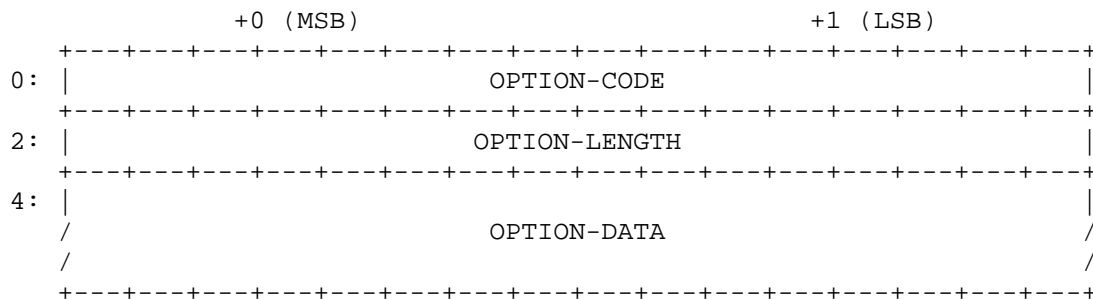 +0 (MSB)                            +1 (LSB)
+---+---+---+---+---+---+---+---+---+---+---+---+---+---+---+---+
0: |                          OPTION-CODE                          |
+---+---+---+---+---+---+---+---+---+---+---+---+---+---+---+---+
2: |                         OPTION-LENGTH                         |
+---+---+---+---+---+---+---+---+---+---+---+---+---+---+---+---+
4: |                                                               |
/                          OPTION-DATA                          /
/                                                               /
+---+---+---+---+---+---+---+---+---+---+---+---+---+---+---+---+